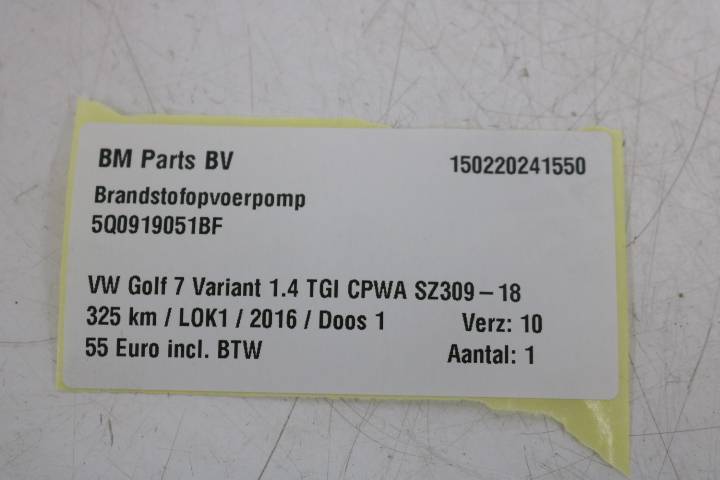 BM Parts BV 150220241550
Brandstofopvoerpomp
5Q0919051BF
VW Golf 7 Variant 1.4 TGI CPWA SZ309-18
325 km / LOK1 / 2016 / Doos 1 Verz: 10
55 Euro incl. BTW Aantal: 1